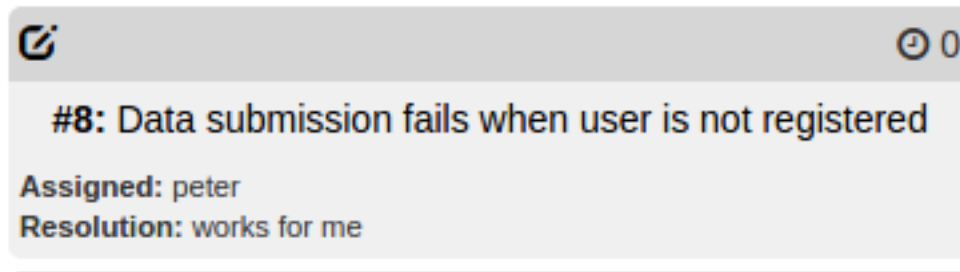 0
#8: Data submission fails when user is not registered
Assigned: peter
Resolution: works for me